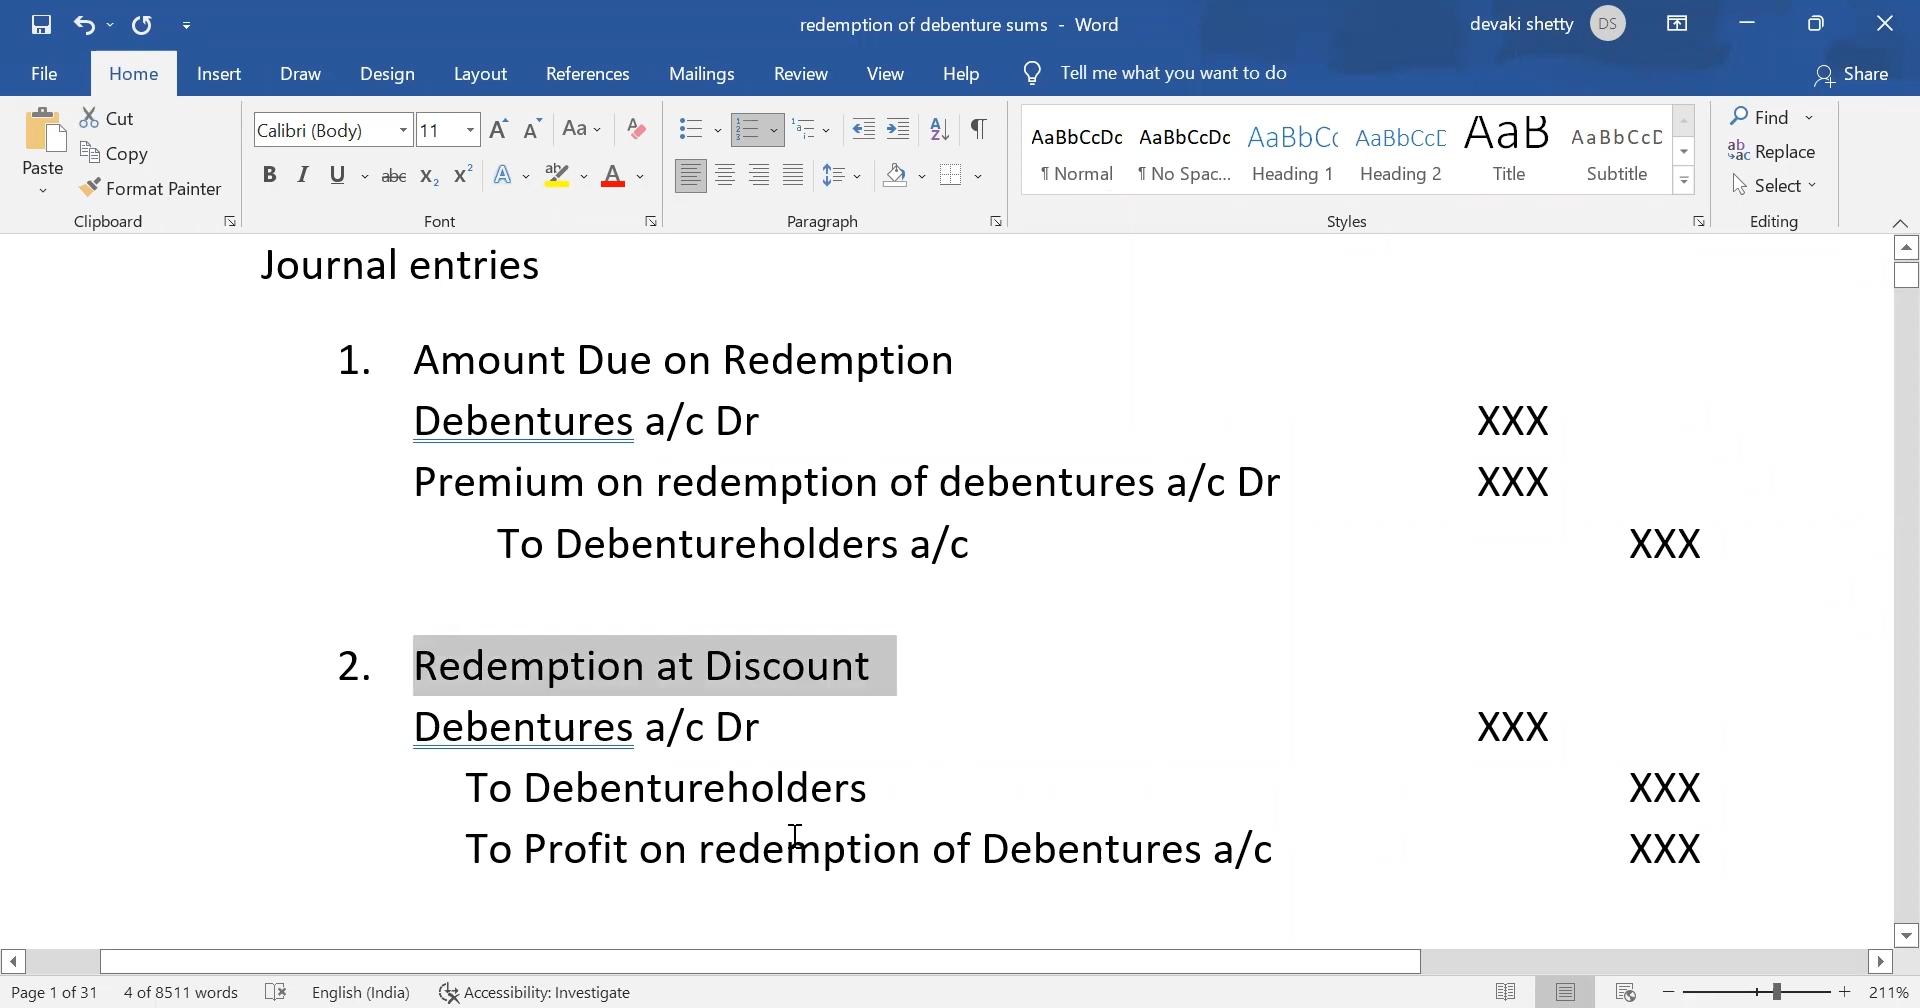 redemption of debenture sums - Word
devaki shetty DS
File Home Insert Draw Design Layout References Mailings Review View Help Tell me what you want to do Share
Paste
Cut
Copy
Format Painter
Clipboard
Calibri (Body) 11
Font
Paragraph
AaBbCcDc AaBbCcDc AaBbC AaBbCcD AaB AaBbCcD
¶ Normal ¶ No Spac... Heading 1 Heading 2 Title Subtitle
Styles
Find
Replace
Select
Editing
Journal entries
1. Amount Due on Redemption
Debentures a/c Dr XXX
Premium on redemption of debentures a/c Dr XXX
To Debentureholders a/c XXX
2. Redemption at Discount
Debentures a/c Dr XXX
To Debentureholders XXX
To Profit on redemption of Debentures a/c XXX
Page 1 of 31 4 of 8511 words English (India) Accessibility: Investigate 211%